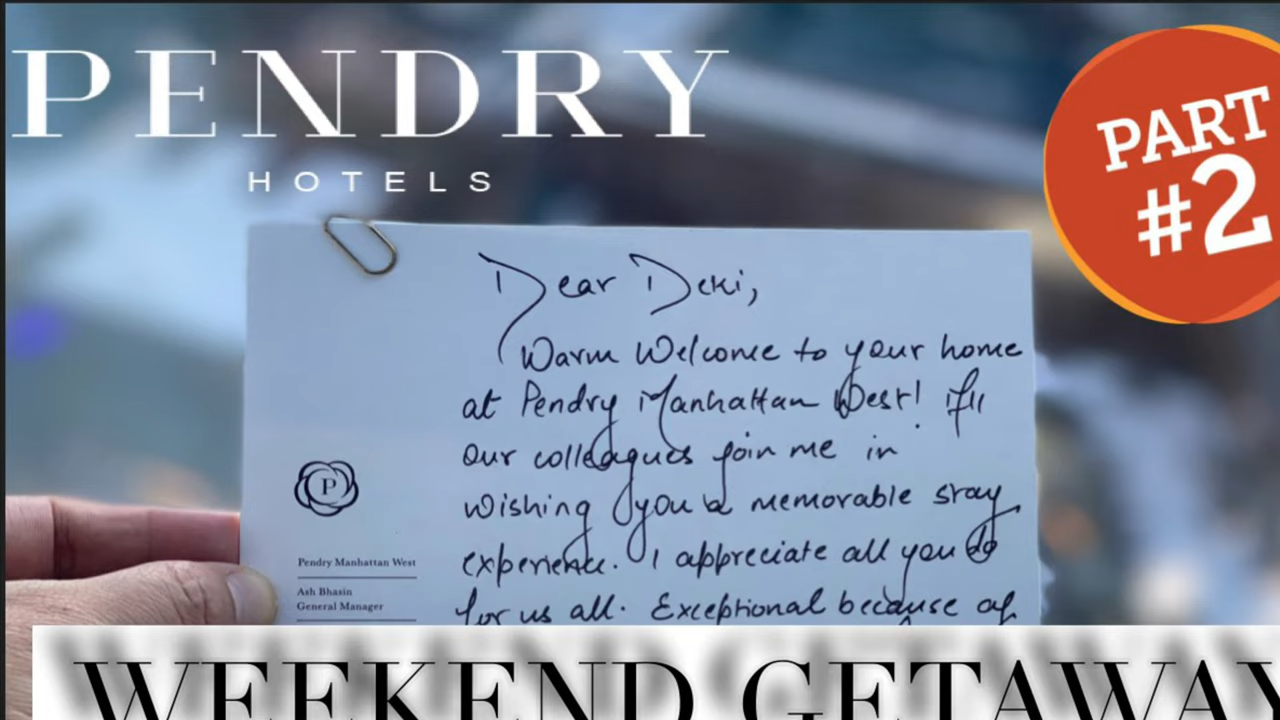 PENDRY
HOTELS
PART
#2
Dear Deki,
Warm Welcome to your home
at Pendry Manhattan West! All
our colleagues join me in
wishing you a memorable stay
experience. I appreciate all you do
for us all. Exceptional because of
P
Pendry Manhattan West
Ash Bhasin
General Manager
WEEKEND GETAWAY